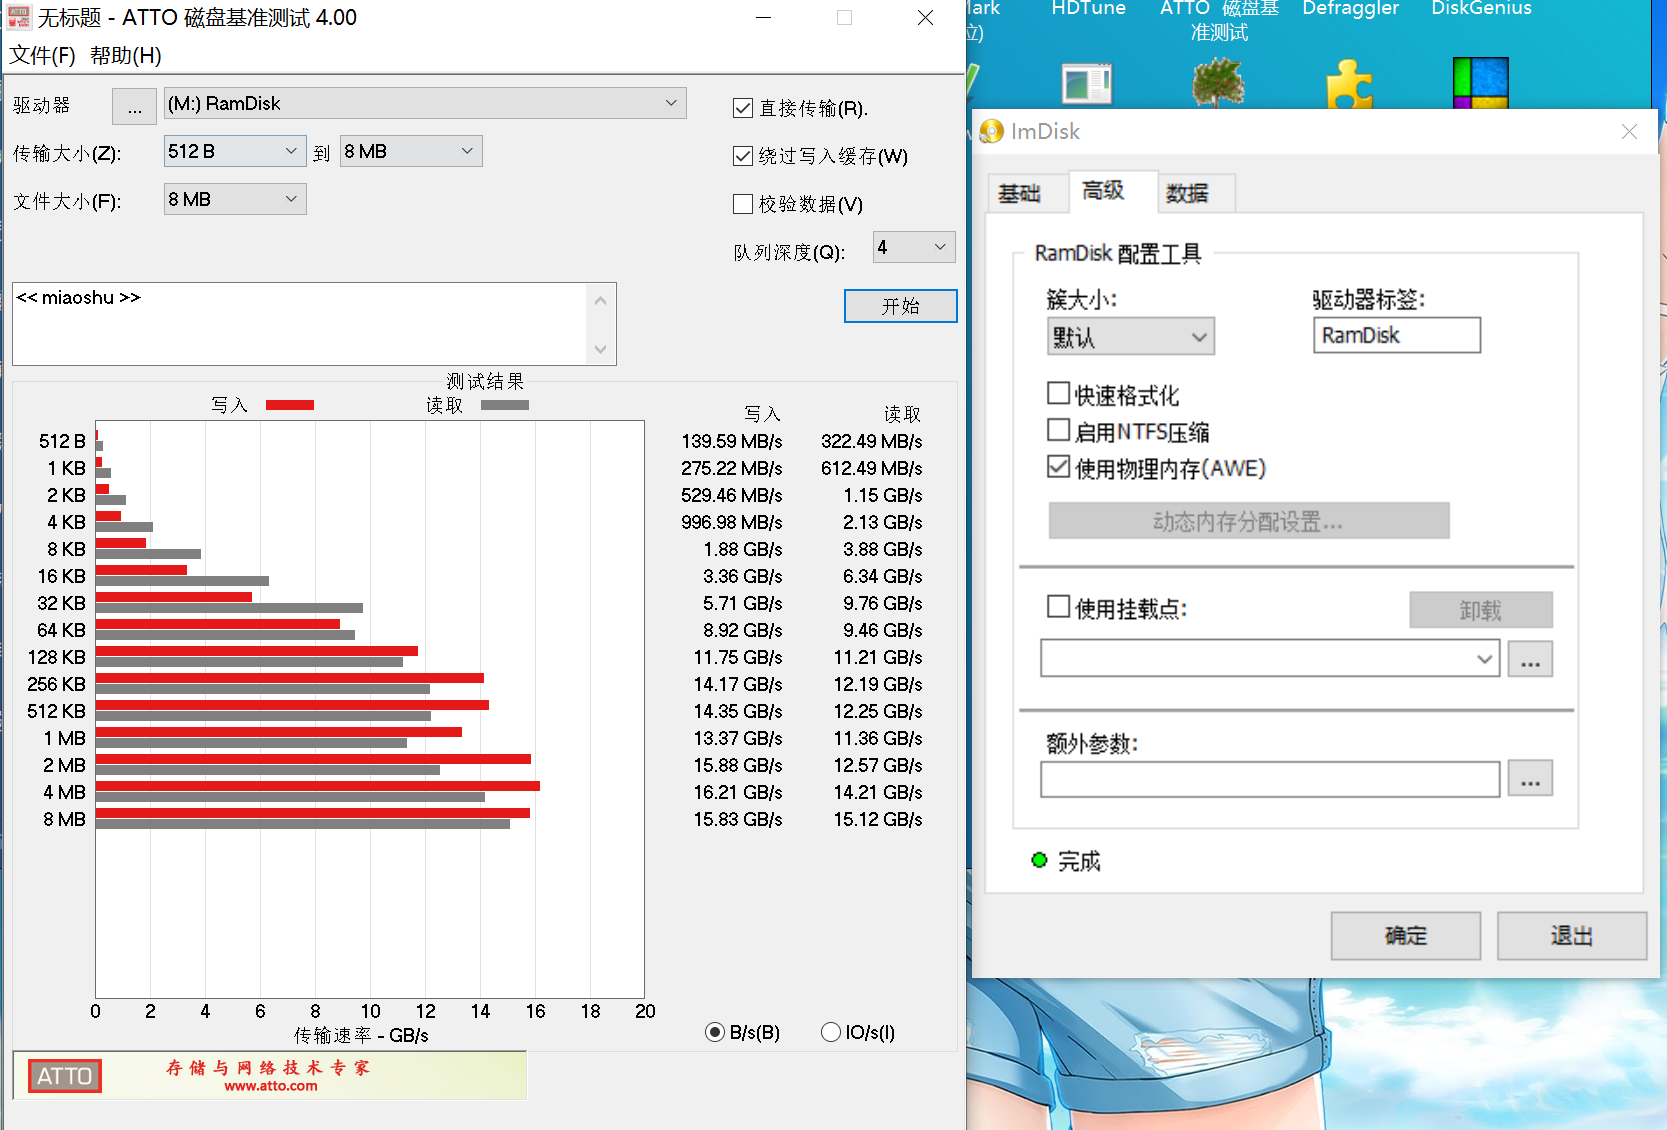 无标题 - ATTO 磁盘基准测试 4.00
文件(F) 帮助(H)
驱动器 ... (M:) RamDisk
传输大小(Z): 512 B 到 8 MB
文件大小(F): 8 MB
直接传输(R).
绕过写入缓存(W)
校验数据(V)
队列深度(Q): 4
<< miaoshu >>
开始
测试结果
写入 读取
写入 读取
512 B 139.59 MB/s 322.49 MB/s
1 KB 275.22 MB/s 612.49 MB/s
2 KB 529.46 MB/s 1.15 GB/s
4 KB 996.98 MB/s 2.13 GB/s
8 KB 1.88 GB/s 3.88 GB/s
16 KB 3.36 GB/s 6.34 GB/s
32 KB 5.71 GB/s 9.76 GB/s
64 KB 8.92 GB/s 9.46 GB/s
128 KB 11.75 GB/s 11.21 GB/s
256 KB 14.17 GB/s 12.19 GB/s
512 KB 14.35 GB/s 12.25 GB/s
1 MB 13.37 GB/s 11.36 GB/s
2 MB 15.88 GB/s 12.57 GB/s
4 MB 16.21 GB/s 14.21 GB/s
8 MB 15.83 GB/s 15.12 GB/s
0 2 4 6 8 10 12 14 16 18 20
传输速率 - GB/s
B/s(B) IO/s(I)
ATTO
存储与网络技术专家
www.atto.com
HDTune
ATTO 磁盘基
准测试
Defraggler
DiskGenius
ImDisk
基础 高级 数据
RamDisk 配置工具
簇大小: 驱动器标签:
默认 RamDisk
快速格式化
启用NTFS压缩
使用物理内存(AWE)
动态内存分配设置...
使用挂载点: 卸载
...
额外参数:
...
完成
确定 退出